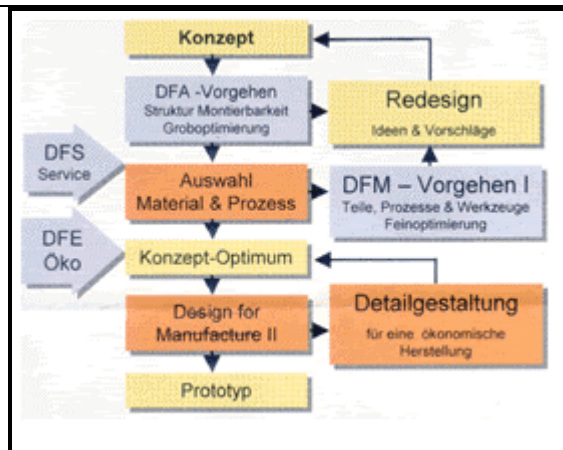 Konzept
DFA -Vorgehen
Struktur Montierbarkeit
Groboptimierung
Redesign
Ideen & Vorschläge
DFS
Service
Auswahl
Material & Prozess
DFM – Vorgehen I
Teile, Prozesse & Werkzeuge
Feinoptimierung
DFE
Öko
Konzept-Optimum
Design for
Manufacture II
Detailgestaltung
für eine ökonomische
Herstellung
Prototyp